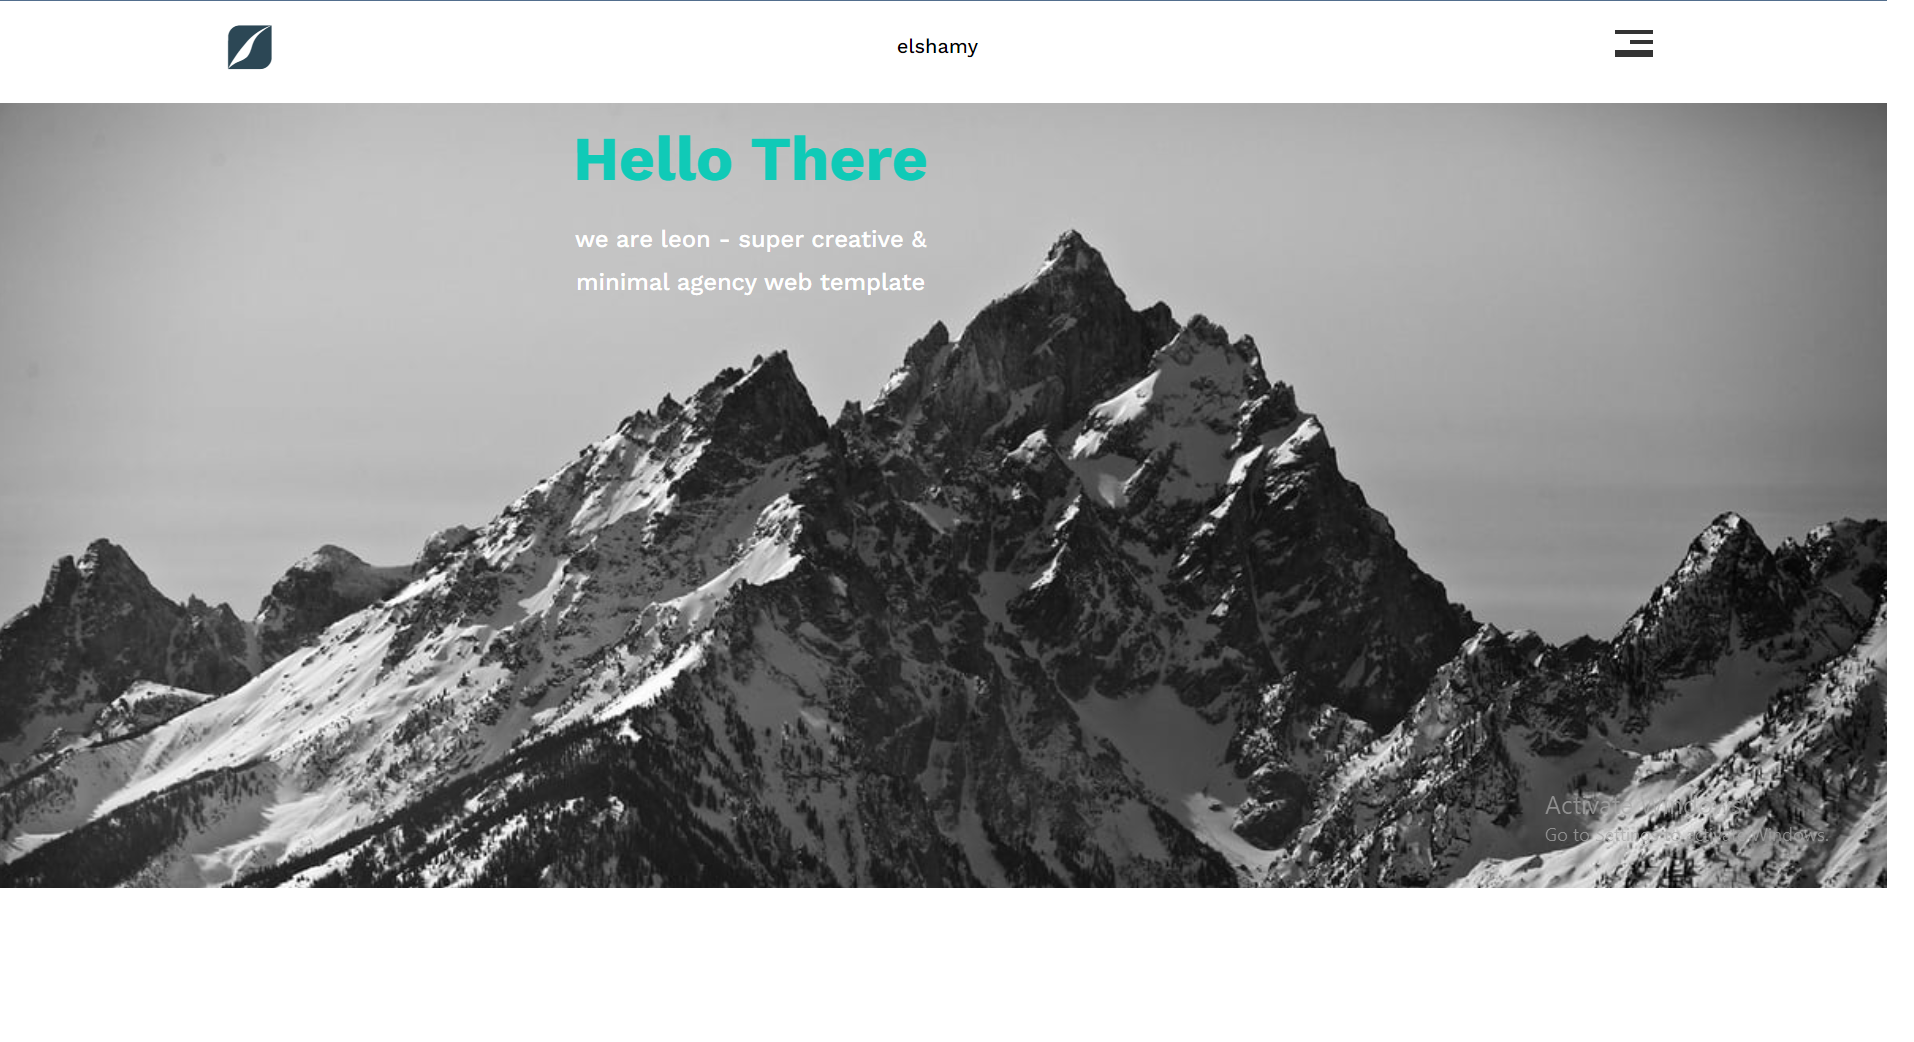 elshamy
Hello There
we are leon - super creative &
minimal agency web template
Activate Windows
Go to Settings to activate Windows.